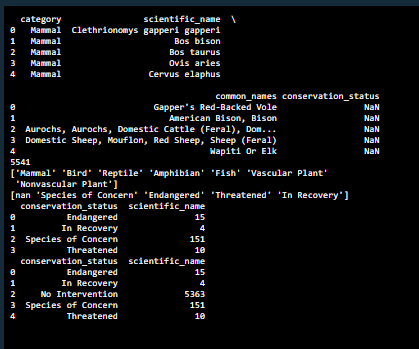 category scientific_name \
0 Mammal Clethrionomys gapperi gapperi
1 Mammal Bos bison
2 Mammal Bos taurus
3 Mammal Ovis aries
4 Mammal Cervus elaphus
common_names conservation_status
0 Gapper's Red-Backed Vole NaN
1 American Bison, Bison NaN
2 Aurochs, Aurochs, Domestic Cattle (Feral), Dom... NaN
3 Domestic Sheep, Mouflon, Red Sheep, Sheep (Feral) NaN
4 Wapiti Or Elk NaN
5541
['Mammal' 'Bird' 'Reptile' 'Amphibian' 'Fish' 'Vascular Plant'
'Nonvascular Plant']
[nan 'Species of Concern' 'Endangered' 'Threatened' 'In Recovery']
conservation_status scientific_name
0 Endangered 15
1 In Recovery 4
2 Species of Concern 151
3 Threatened 10
conservation_status scientific_name
0 Endangered 15
1 In Recovery 4
2 No Intervention 5363
3 Species of Concern 151
4 Threatened 10